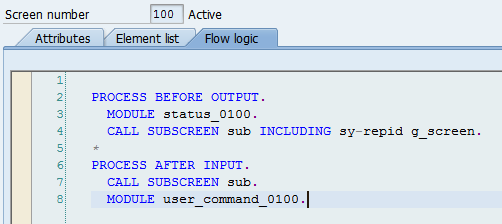 Screen number 100 Active
Attributes Element list Flow logic
1
2 PROCESS BEFORE OUTPUT.
3 MODULE status_0100.
4 CALL SUBSCREEN sub INCLUDING sy-repid g_screen.
5 *
6 PROCESS AFTER INPUT.
7 CALL SUBSCREEN sub.
8 MODULE user_command_0100.